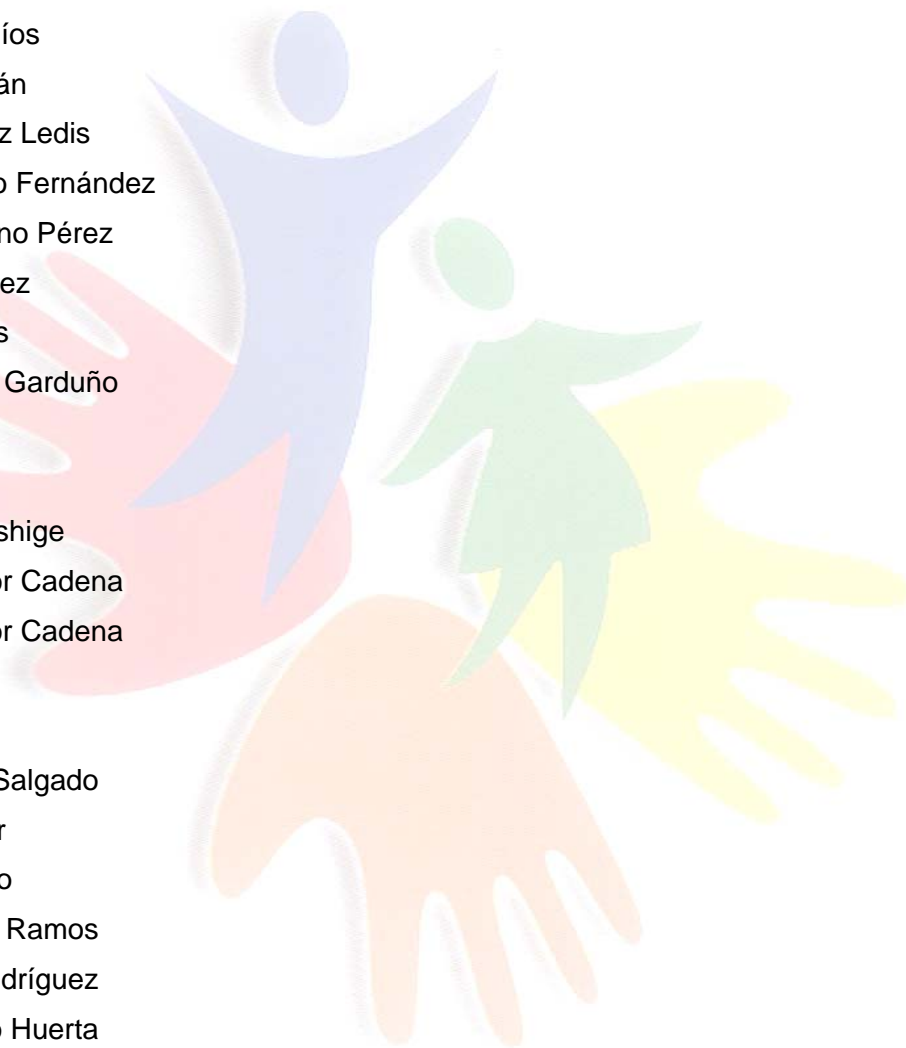 íos
án
z Ledis
o Fernández
no Pérez
ez
s
Garduño
shige
or Cadena
or Cadena
Salgado
r
o
Ramos
dríguez
o Huerta